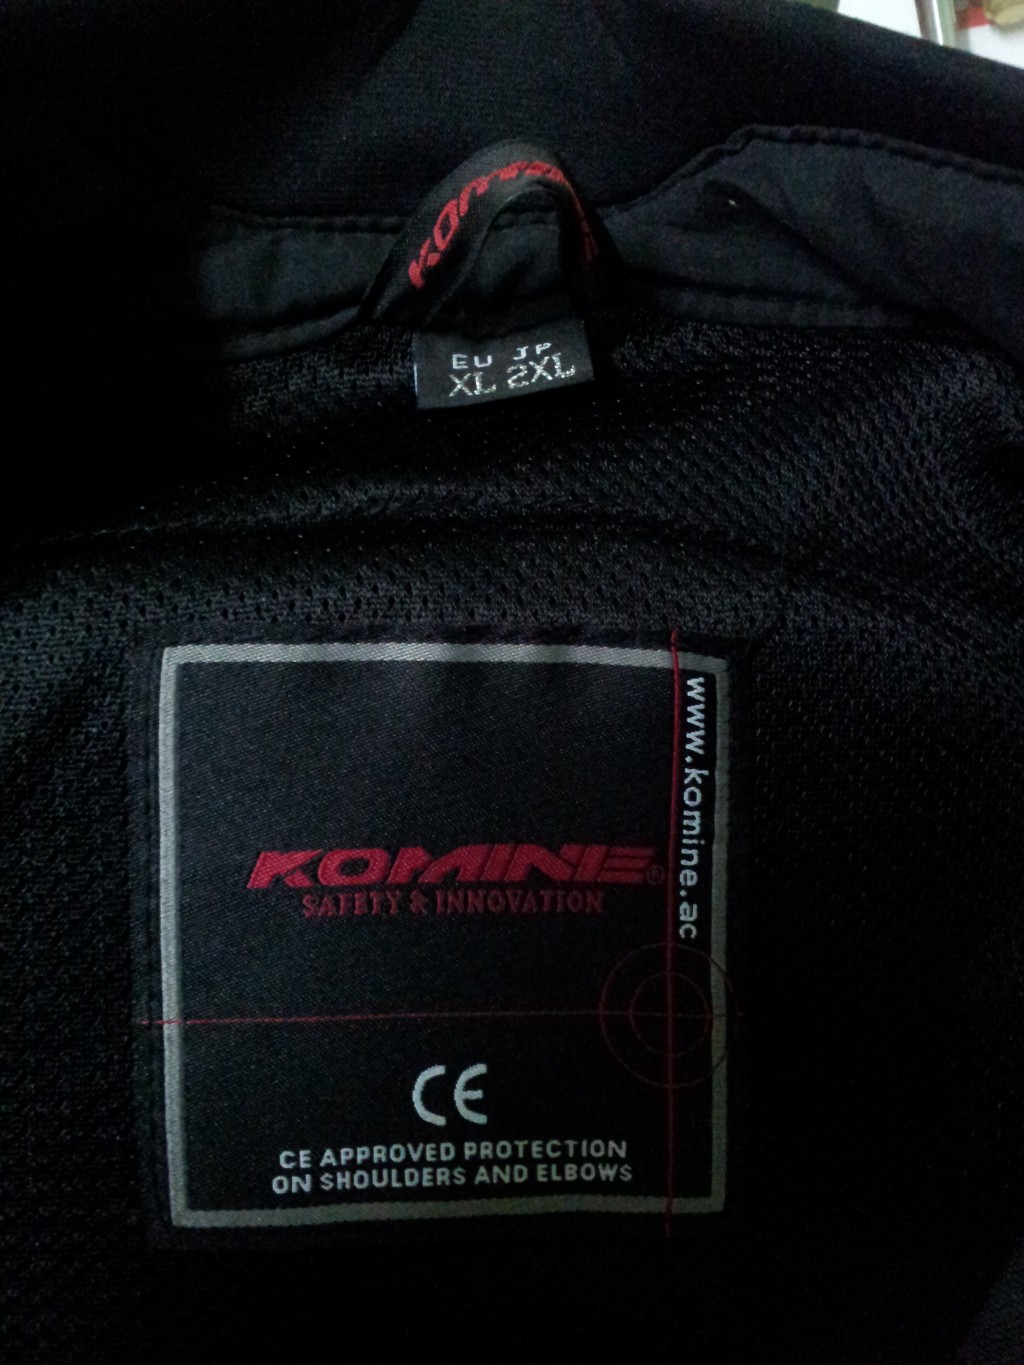 KOMINE
EU JP
XL 2XL
www.komine.ac
KOMINE®
SAFETY & INNOVATION
CE
CE APPROVED PROTECTION
ON SHOULDERS AND ELBOWS